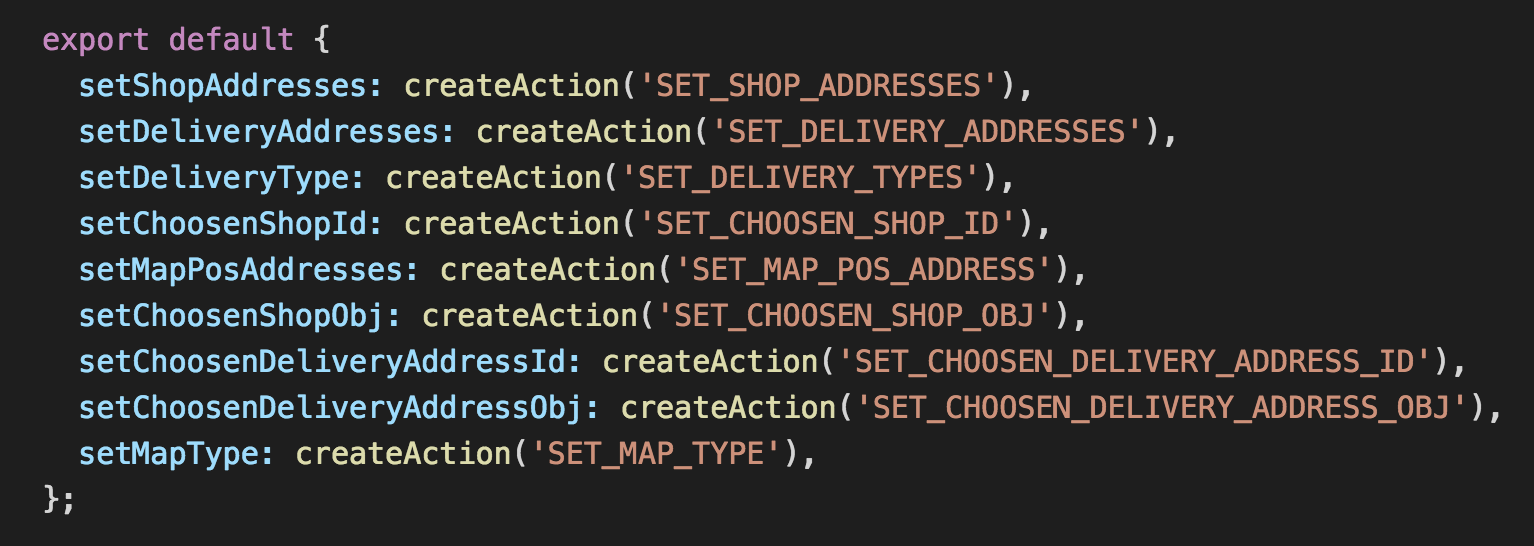 export default {
  setShopAddresses: createAction('SET_SHOP_ADDRESSES'),
  setDeliveryAddresses: createAction('SET_DELIVERY_ADDRESSES'),
  setDeliveryType: createAction('SET_DELIVERY_TYPES'),
  setChoosenShopId: createAction('SET_CHOOSEN_SHOP_ID'),
  setMapPosAddresses: createAction('SET_MAP_POS_ADDRESS'),
  setChoosenShopObj: createAction('SET_CHOOSEN_SHOP_OBJ'),
  setChoosenDeliveryAddressId: createAction('SET_CHOOSEN_DELIVERY_ADDRESS_ID'),
  setChoosenDeliveryAddressObj: createAction('SET_CHOOSEN_DELIVERY_ADDRESS_OBJ'),
  setMapType: createAction('SET_MAP_TYPE'),
};